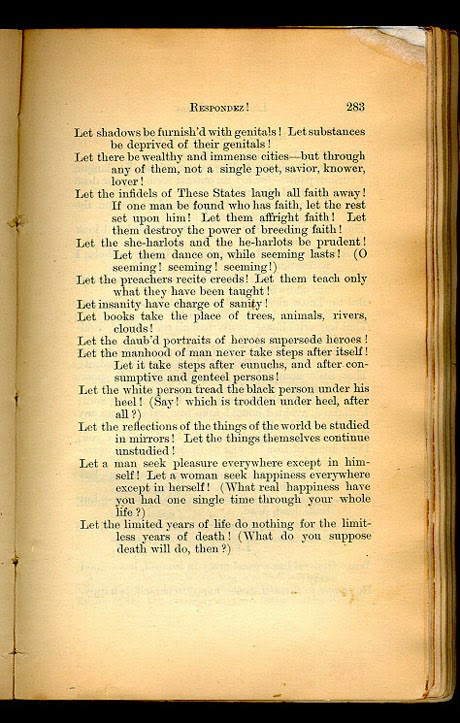 RESPONDEZ! 283
Let shadows be furnish'd with genitals! Let substances
be deprived of their genitals!
Let there be wealthy and immense cities—but through
any of them, not a single poet, savior, knower,
lover!
Let the infidels of These States laugh all faith away!
If one man be found who has faith, let the rest
set upon him! Let them affright faith! Let
them destroy the power of breeding faith!
Let the she-harlots and the he-harlots be prudent!
Let them dance on, while seeming lasts! (O
seeming! seeming! seeming!)
Let the preachers recite creeds! Let them teach only
what they have been taught!
Let insanity have charge of sanity!
Let books take the place of trees, animals, rivers,
clouds!
Let the daub'd portraits of heroes supersede heroes!
Let the manhood of man never take steps after itself!
Let it take steps after eunuchs, and after con-
sumptive and genteel persons!
Let the white person tread the black person under his
heel! (Say! which is trodden under heel, after
all?)
Let the reflections of the things of the world be studied
in mirrors! Let the things themselves continue
unstudied!
Let a man seek pleasure everywhere except in him-
self! Let a woman seek happiness everywhere
except in herself! (What real happiness have
you had one single time through your whole
life?)
Let the limited years of life do nothing for the limit-
less years of death! (What do you suppose
death will do, then?)